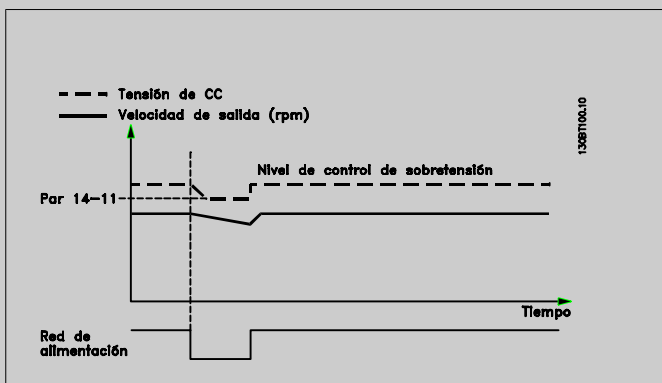 Tensión de CC
Velocidad de salida (rpm)
Nivel de control de sobretensión
Par 14-11
Tiempo
Red de
alimentación
130BT100.10